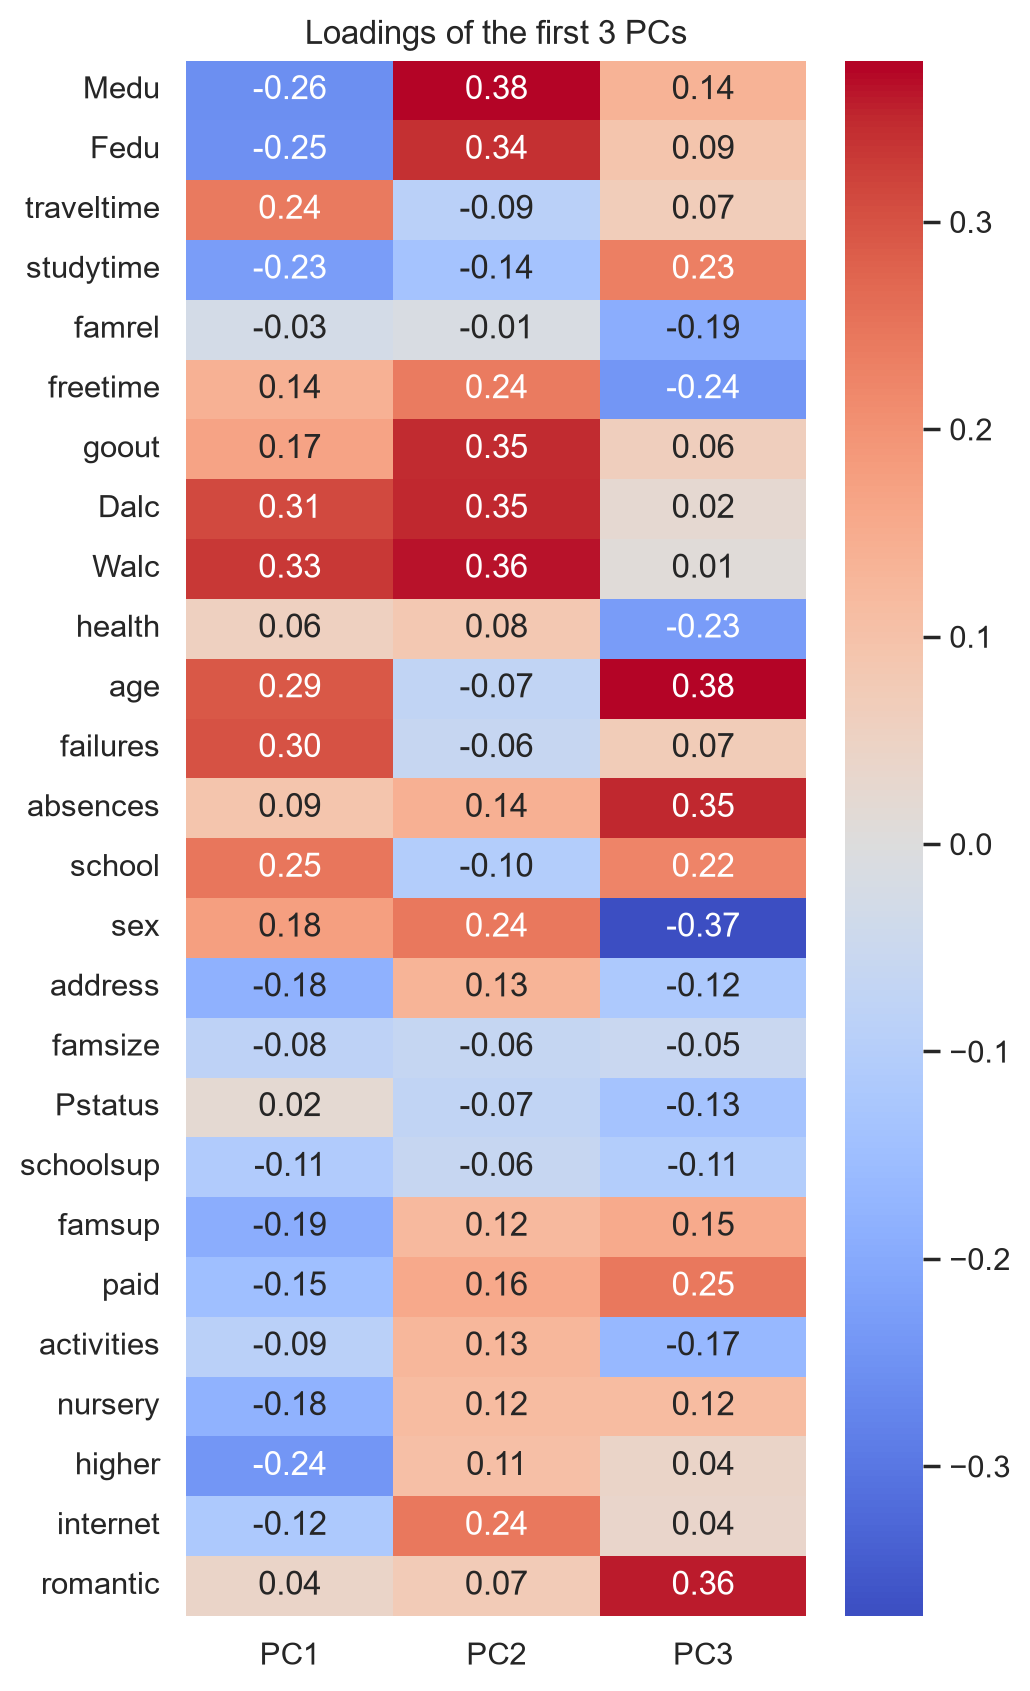 Loadings of the first 3 PCs
Medu -0.26 0.38 0.14
Fedu -0.25 0.34 0.09
traveltime 0.24 -0.09 0.07
studytime -0.23 -0.14 0.23
famrel -0.03 -0.01 -0.19
freetime 0.14 0.24 -0.24
goout 0.17 0.35 0.06
Dalc 0.31 0.35 0.02
Walc 0.33 0.36 0.01
health 0.06 0.08 -0.23
age 0.29 -0.07 0.38
failures 0.30 -0.06 0.07
absences 0.09 0.14 0.35
school 0.25 -0.10 0.22
sex 0.18 0.24 -0.37
address -0.18 0.13 -0.12
famsize -0.08 -0.06 -0.05
Pstatus 0.02 -0.07 -0.13
schoolsup -0.11 -0.06 -0.11
famsup -0.19 0.12 0.15
paid -0.15 0.16 0.25
activities -0.09 0.13 -0.17
nursery -0.18 0.12 0.12
higher -0.24 0.11 0.04
internet -0.12 0.24 0.04
romantic 0.04 0.07 0.36
PC1 PC2 PC3
0.3
0.2
0.1
0.0
−0.1
−0.2
−0.3